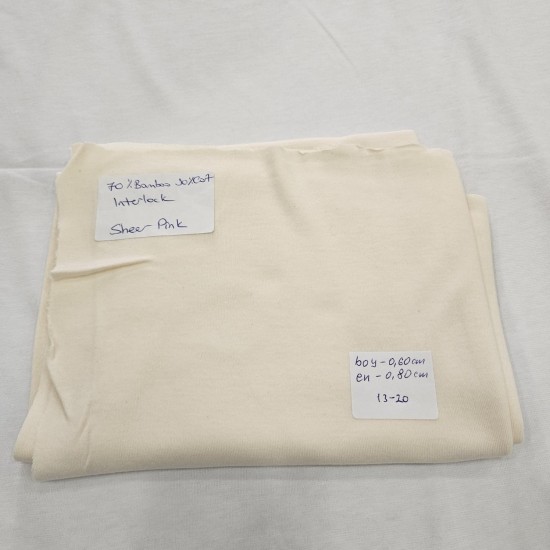 70 % Bamboo 30% Cot
Interlock
Sheer Pink
boy - 0,60 cm
en - 0,80 cm
13-20